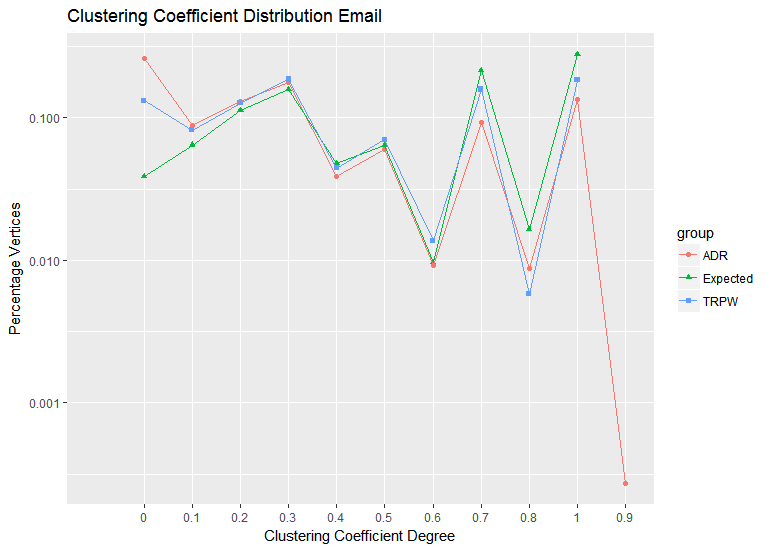 Clustering Coefficient Distribution Email
Percentage Vertices
0.100
0.010
0.001
0 0.1 0.2 0.3 0.4 0.5 0.6 0.7 0.8 1 0.9
Clustering Coefficient Degree
group
ADR
Expected
TRPW